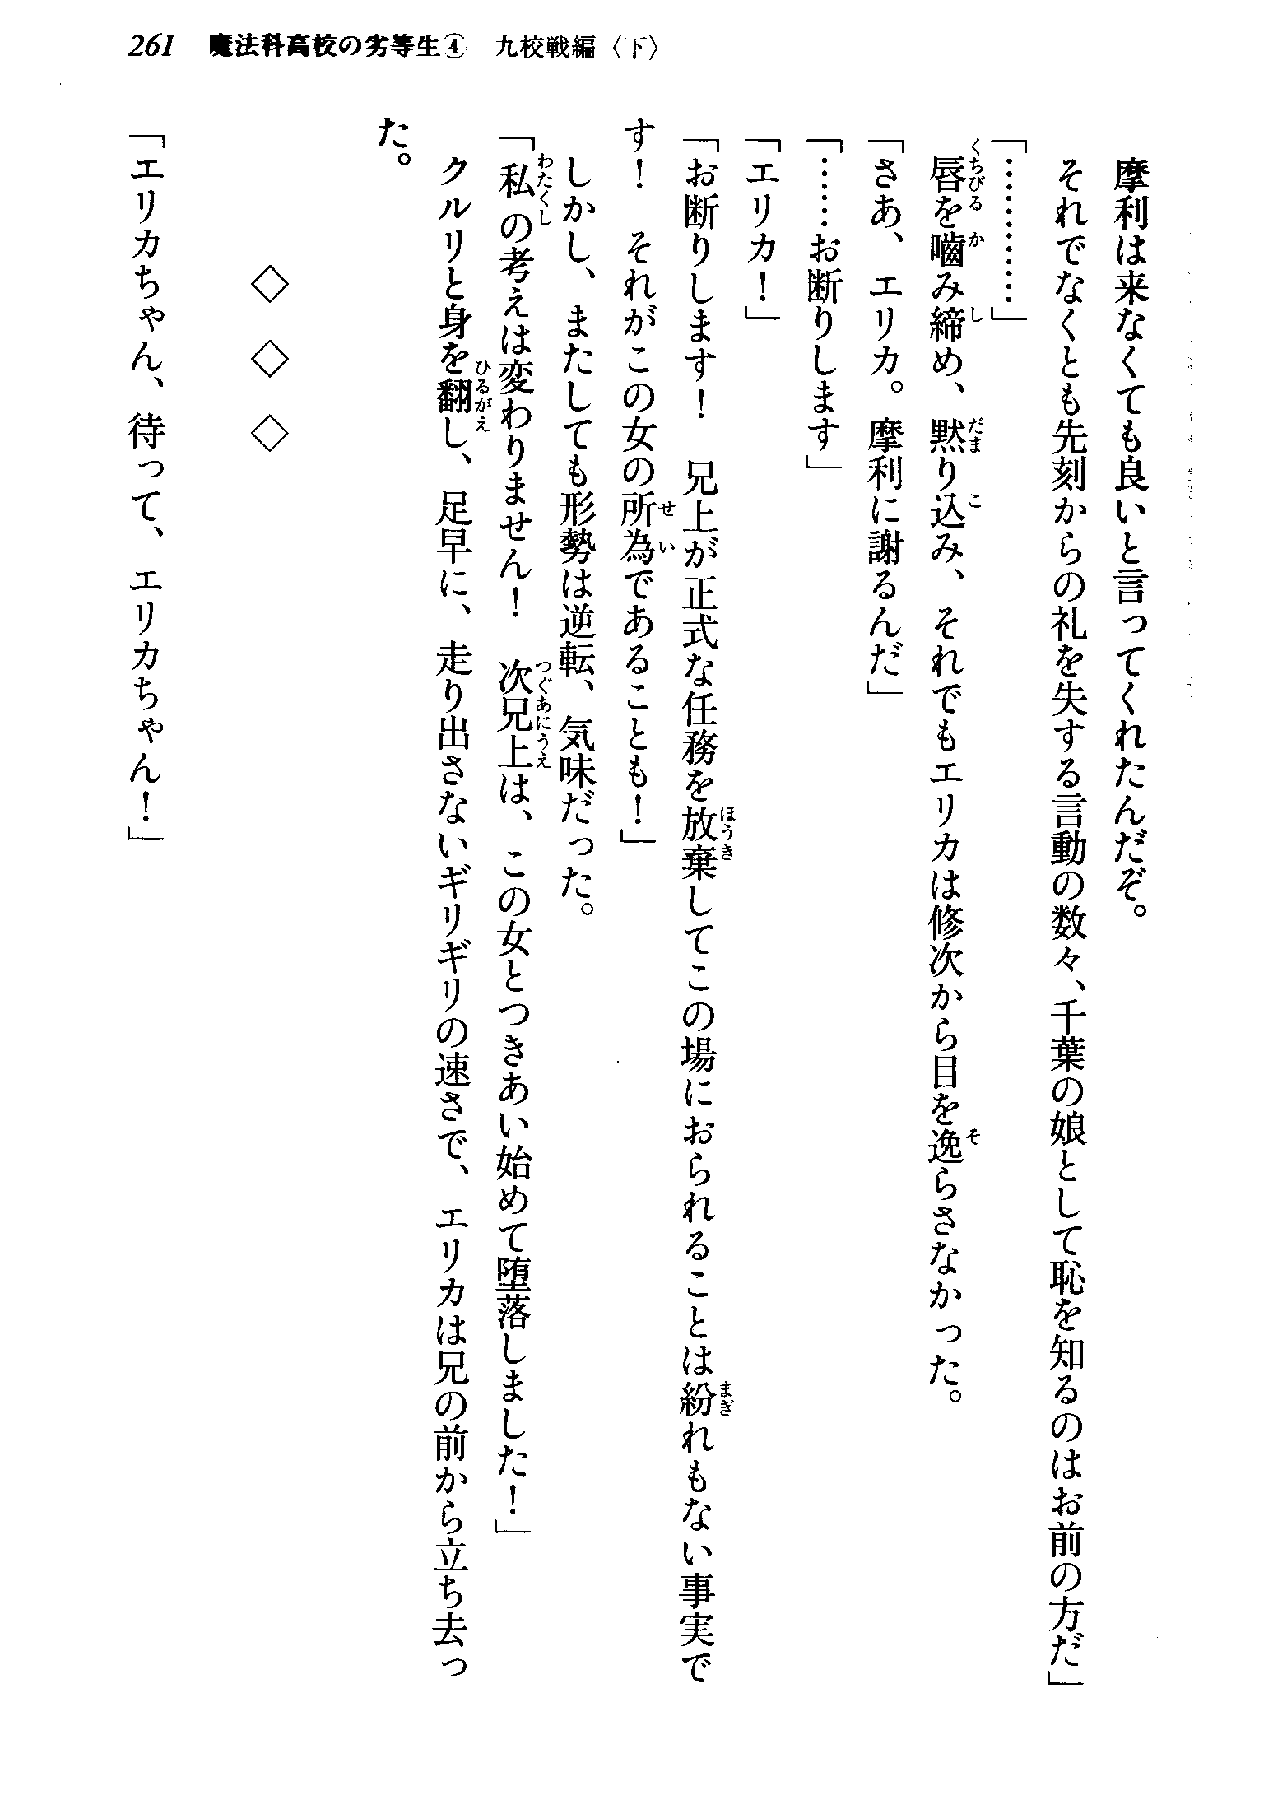 261 魔法科高校の劣等生④ 九校戦編〈下〉
摩利は来なくても良いと言ってくれたんだぞ。
それでなくとも先刻からの礼を失する言動の数々、千葉の娘として恥を知るのはお前の方だ」
「…………」
唇を嚙み締め、黙り込み、それでもエリカは修次から目を逸らさなかった。
「さあ、エリカ。摩利に謝るんだ」
「……お断りします」
「エリカ！」
「お断りします！　兄上が正式な任務を放棄してこの場におられることは紛れもない事実で
す！　それがこの女の所為であることも！」
しかし、またしても形勢は逆転、気味だった。
「私の考えは変わりません！　次兄上は、この女とつきあい始めて堕落しました！」
クルリと身を翻し、足早に、走り出さないギリギリの速さで、エリカは兄の前から立ち去っ
た。
◇　◇　◇
「エリカちゃん、待って、エリカちゃん！」